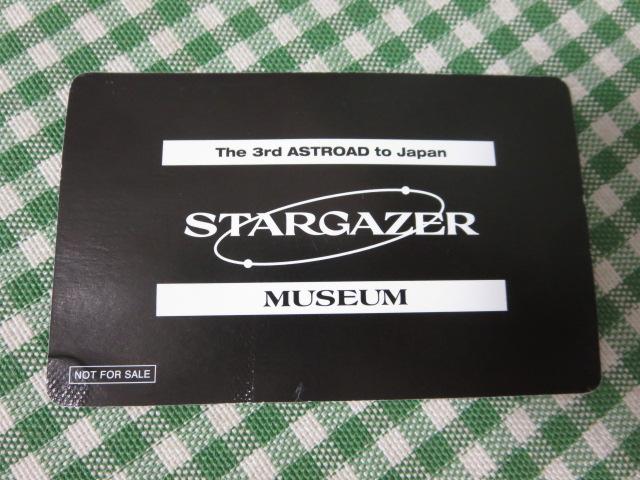 The 3rd ASTROAD to Japan
STARGAZER
MUSEUM
NOT FOR SALE